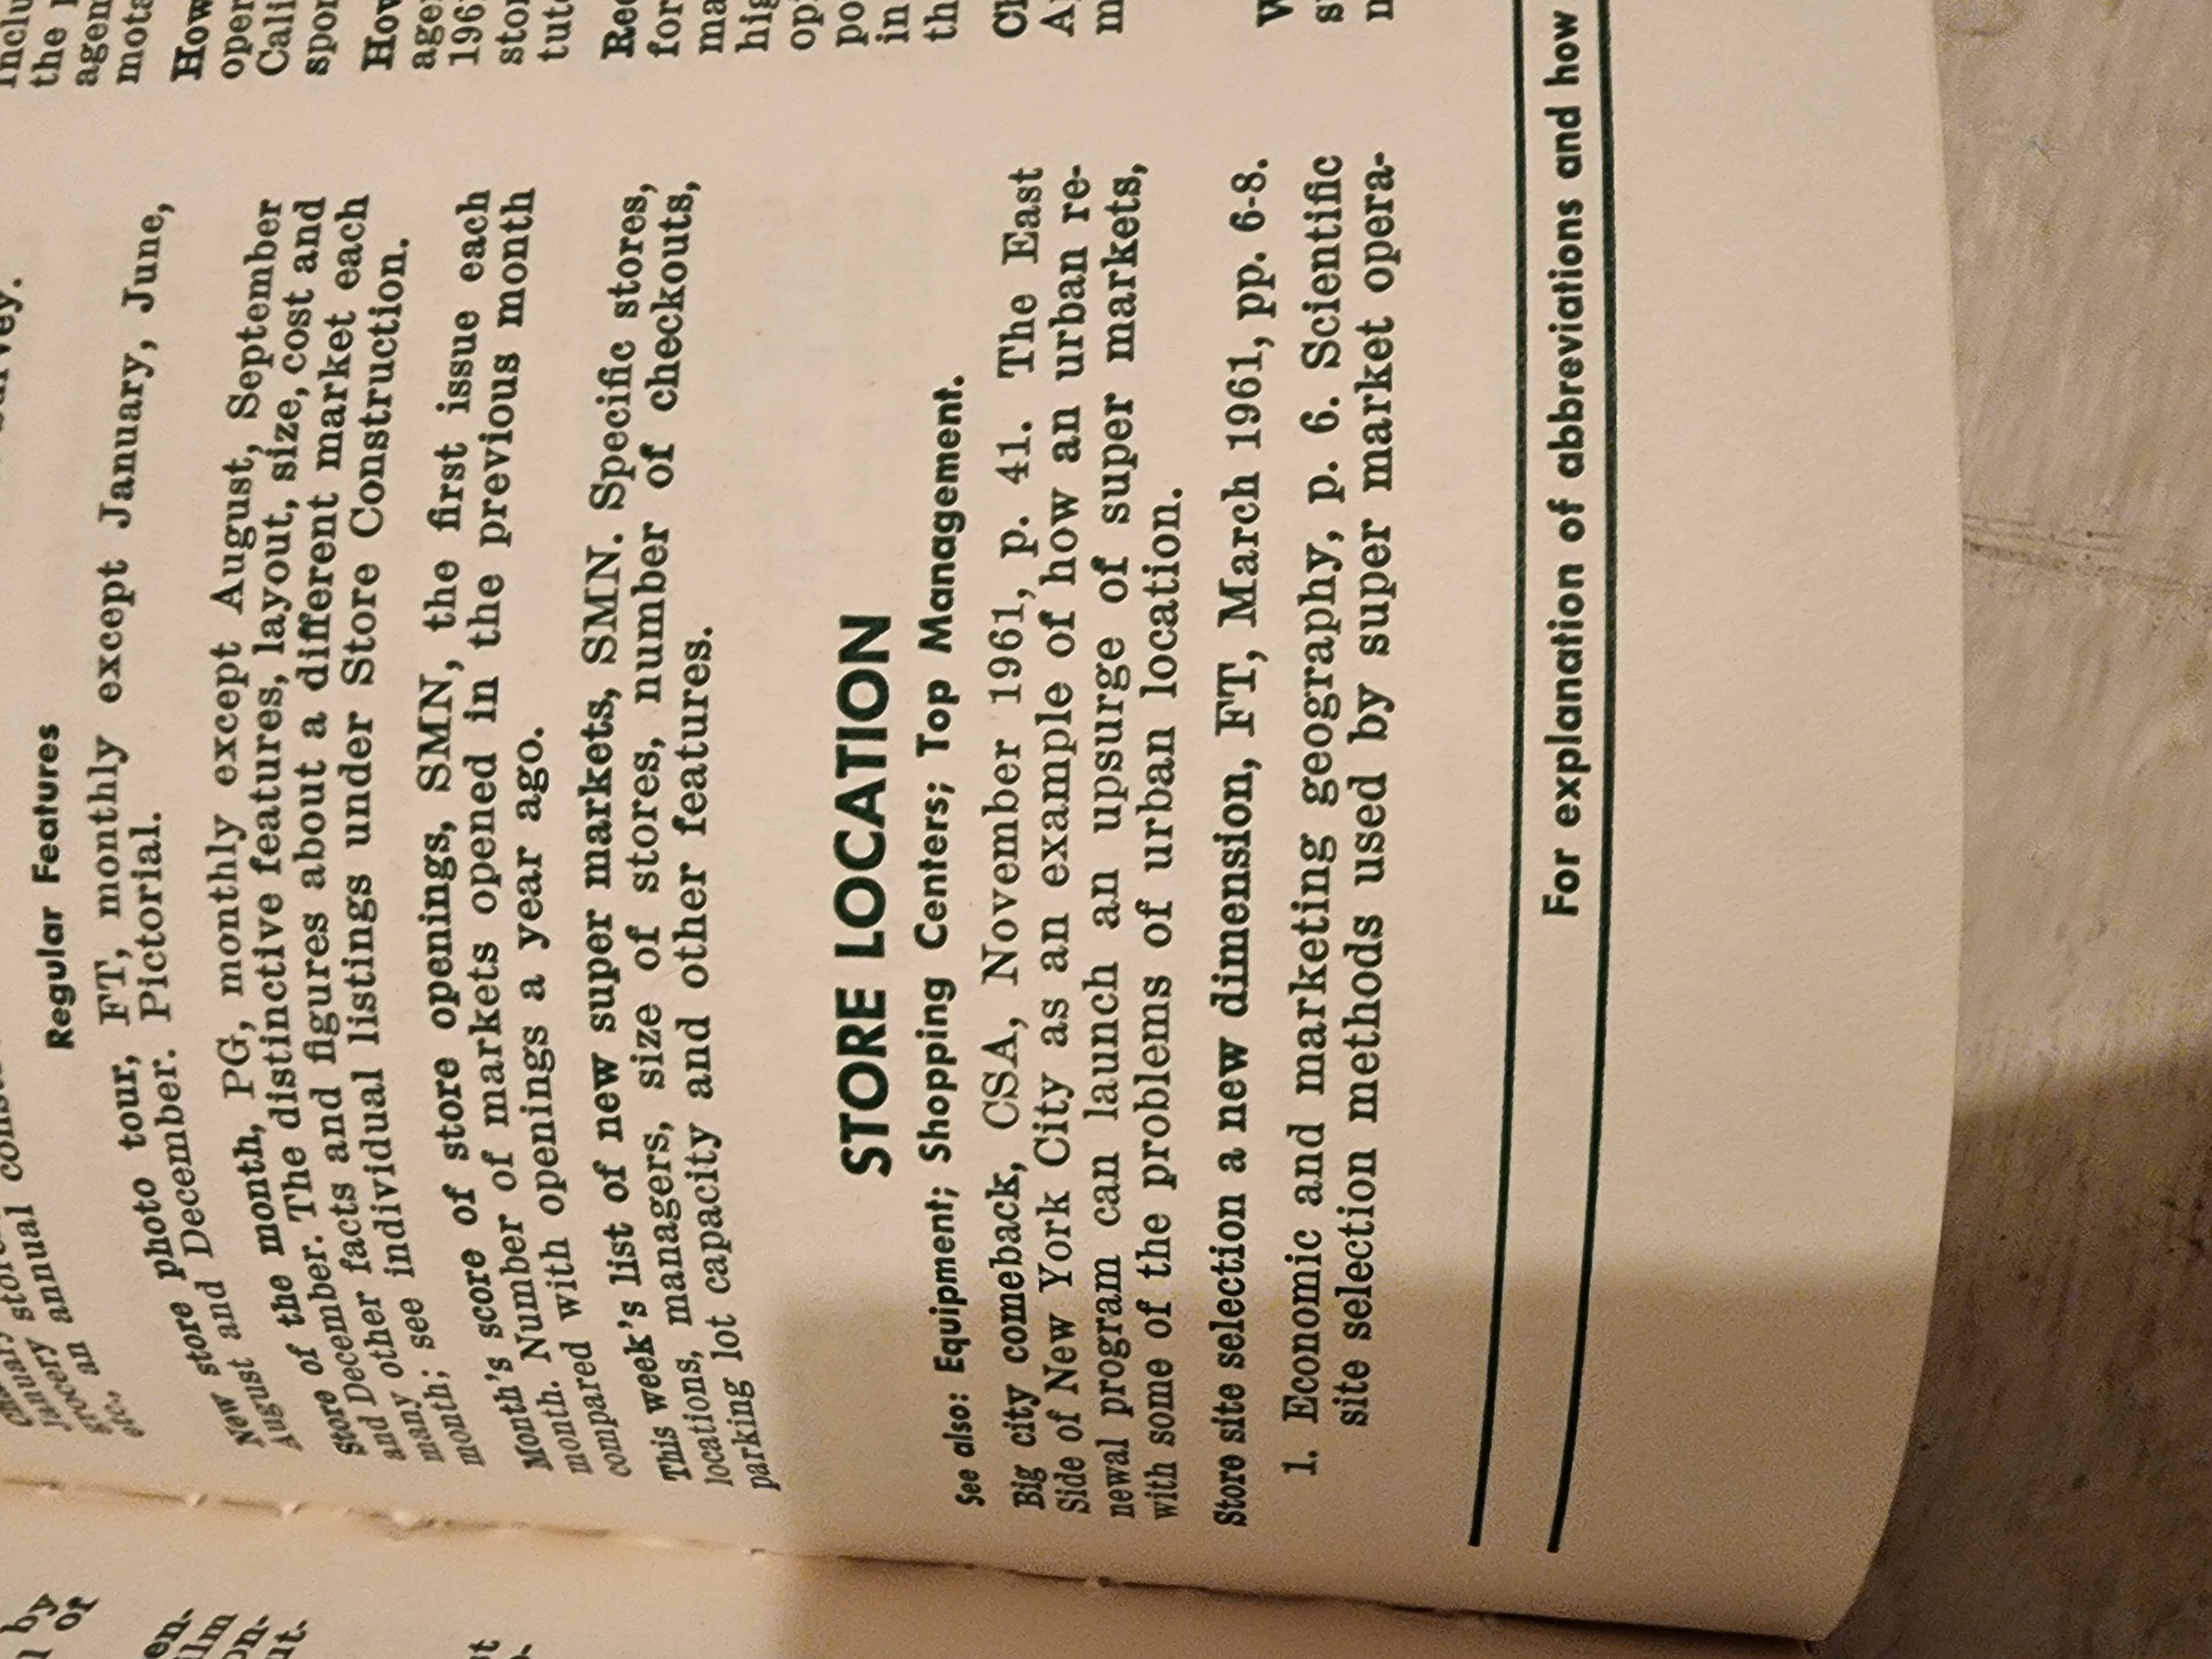 survey.
annual
Regular Features
New store photo tour, FT, monthly except January, June,
August and December. Pictorial.
Store of the month, PG, monthly except August, September
and December. The distinctive features, layout, size, cost and
many other facts and figures about a different market each
month; see individual listings under Store Construction.
Month's score of store openings, SMN, the first issue each
month. Number of markets opened in the previous month
compared with openings a year ago.
This week's list of new super markets, SMN. Specific stores,
locations, managers, size of stores, number of checkouts,
parking lot capacity and other features.
STORE LOCATION
See also: Equipment; Shopping Centers; Top Management.
Big city comeback, CSA, November 1961, p. 41. The East
Side of New York City as an example of how an urban re-
newal program can launch an upsurge of super markets,
with some of the problems of urban location.
Store site selection a new dimension, FT, March 1961, pp. 6-8.
1. Economic and marketing geography, p. 6. Scientific
site selection methods used by super market opera-
For explanation of abbreviations and how
the
How
How
in
by
or